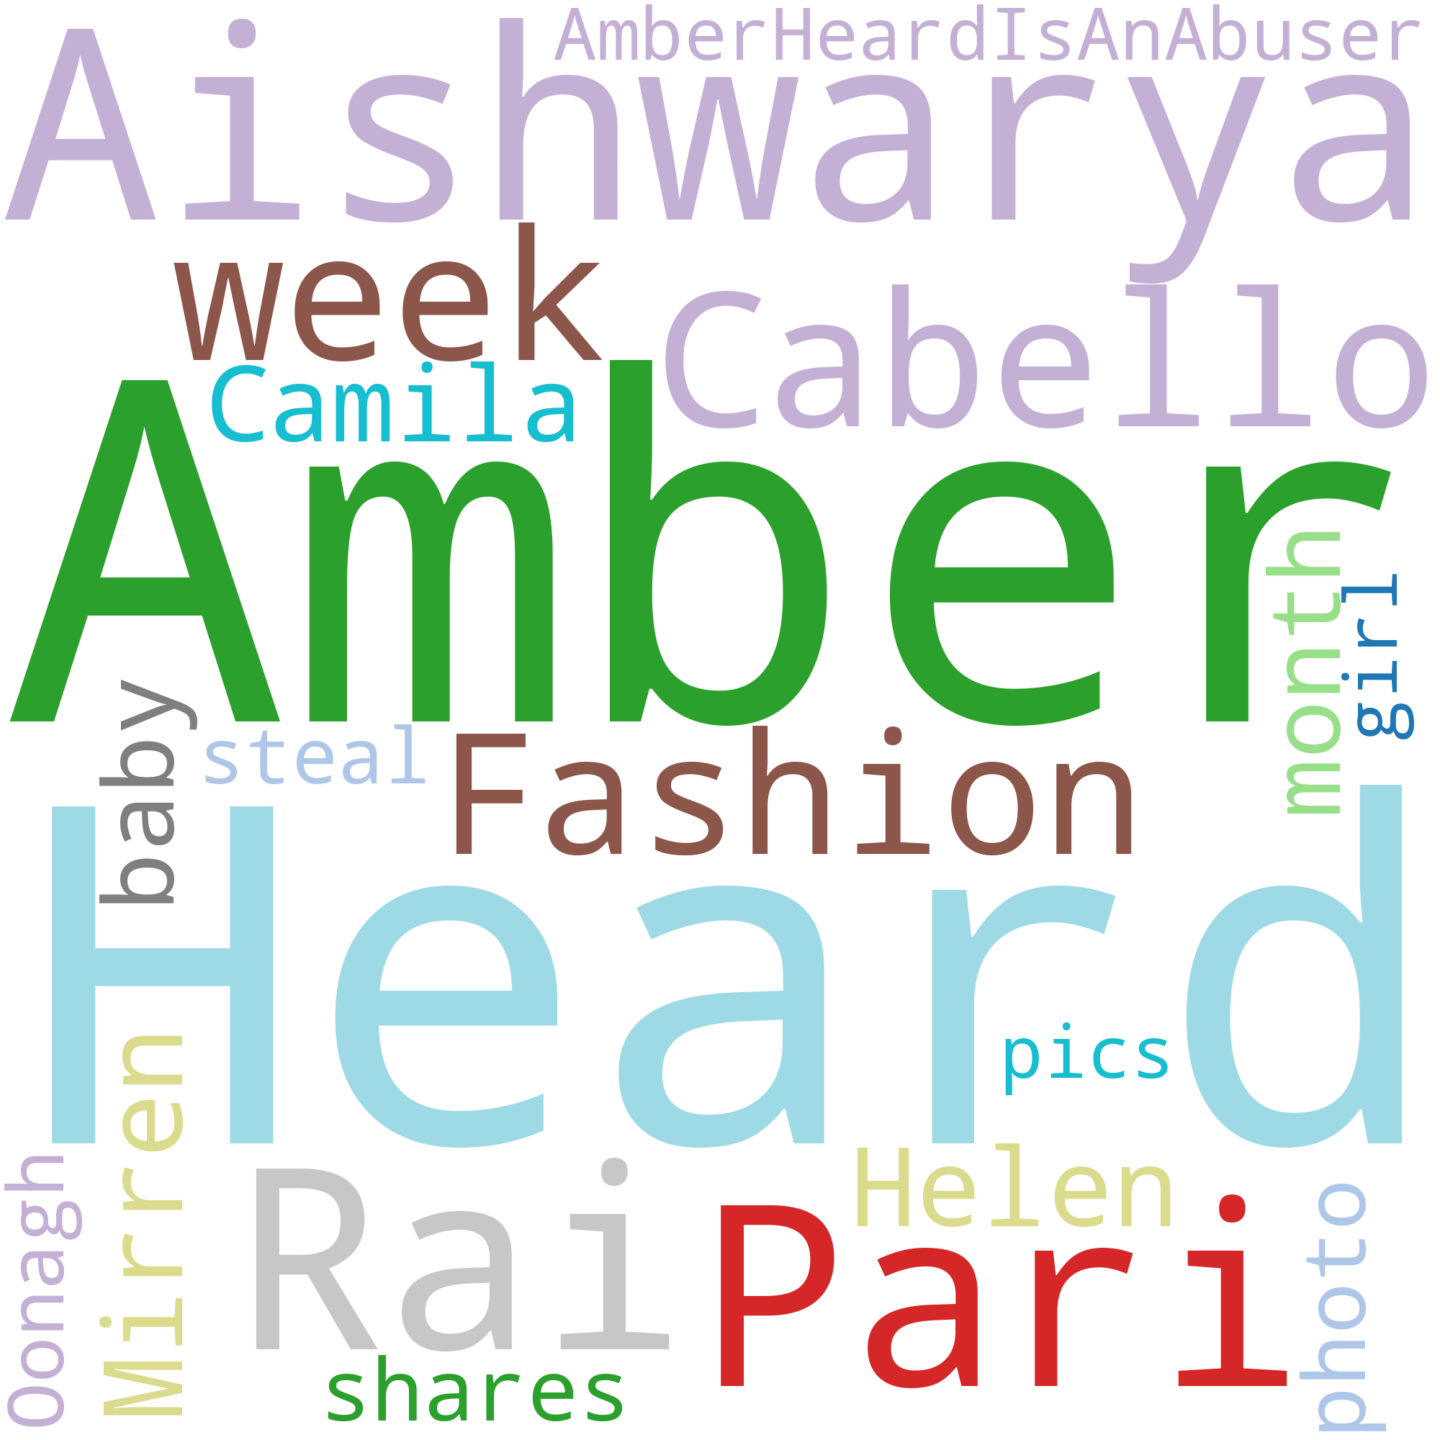 AmberHeardIsAnAbuser
Aishwarya
week
Cabello
Camila
Amber
month
girl
baby
steal
Fashion
Heard
pics
Mirren
Oonagh
Rai
Helen
Pari
photo
shares